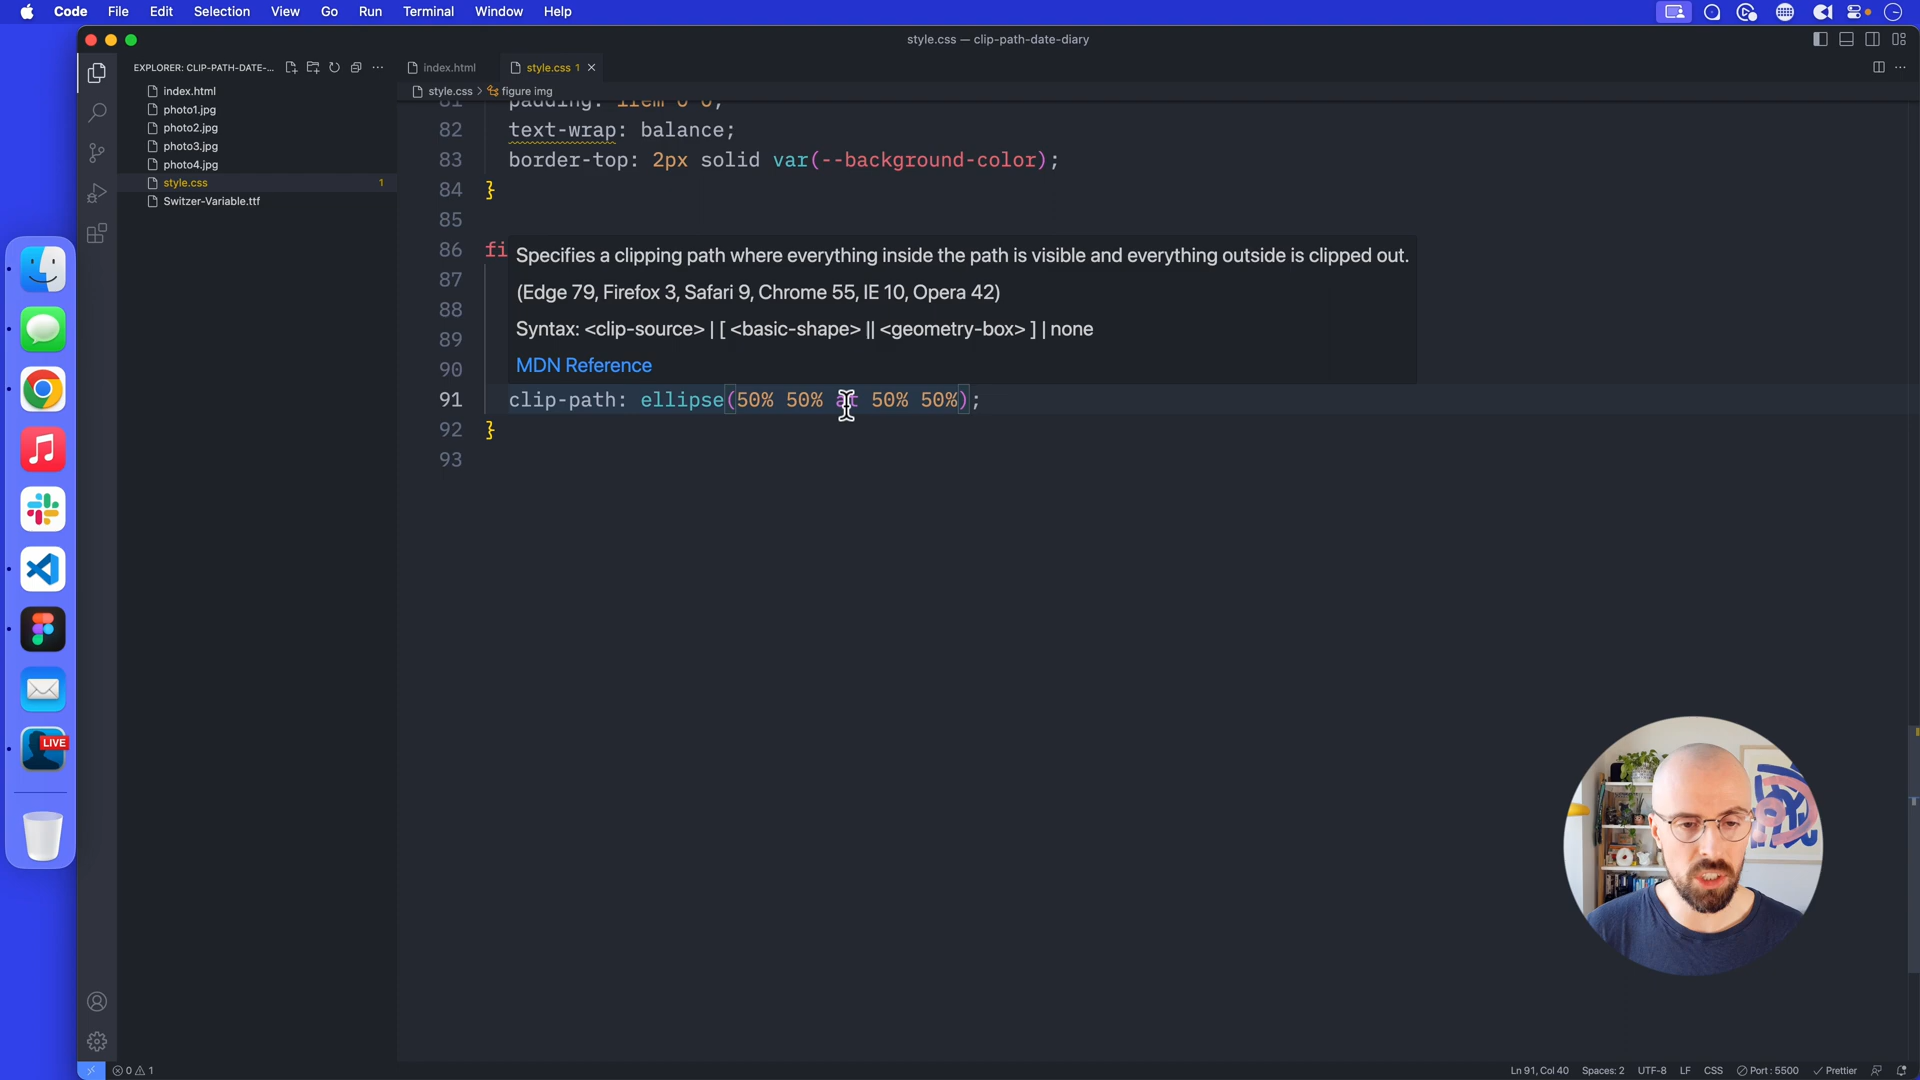 Code File Edit Selection View Go Run Terminal Window Help
style.css — clip-path-date-diary
EXPLORER: CLIP-PATH-DATE-...
index.html
style.css 1
index.html
style.css > figure img
photo1.jpg
photo2.jpg
photo3.jpg
photo4.jpg
style.css 1
Switzer-Variable.ttf
82 text-wrap: balance;
83 border-top: 2px solid var(--background-color);
84 }
85
86 fi
Specifies a clipping path where everything inside the path is visible and everything outside is clipped out.
87
(Edge 79, Firefox 3, Safari 9, Chrome 55, IE 10, Opera 42)
88
Syntax: <clip-source> | [ <basic-shape> || <geometry-box> ] | none
89
MDN Reference
90
91 clip-path: ellipse(50% 50% at 50% 50%);
92 }
93
LIVE
0 1
Ln 91, Col 40 Spaces: 2 UTF-8 LF CSS Port : 5500 Prettier